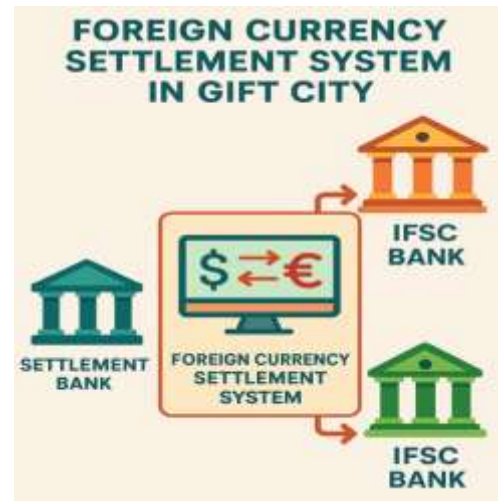 FOREIGN CURRENCY
SETTLEMENT SYSTEM
IN GIFT CITY
IFSC
BANK
$ €
SETTLEMENT
BANK
FOREIGN CURRENCY
SETTLEMENT
SYSTEM
IFSC
BANK